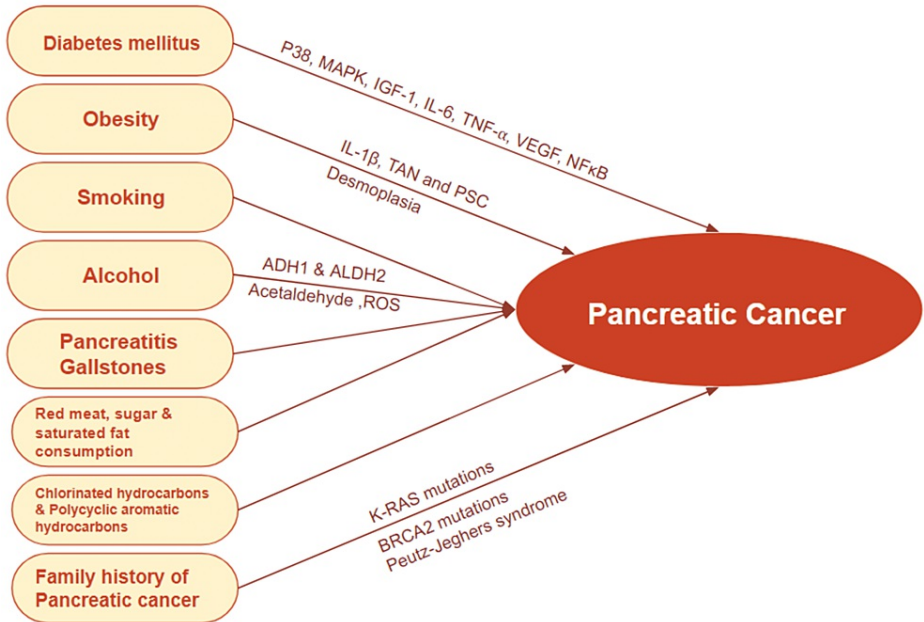 Diabetes mellitus
P38, MAPK, IGF-1, IL-6, TNF-α, VEGF, NFκB
Obesity
IL-1β, TAN and PSC
Desmoplasia
Smoking
Alcohol
ADH1 & ALDH2
Acetaldehyde ,ROS
Pancreatitis
Gallstones
Red meat, sugar &
saturated fat
consumption
Chlorinated hydrocarbons
& Polycyclic aromatic
hydrocarbons
Family history of
Pancreatic cancer
K-RAS mutations
BRCA2 mutations
Peutz-Jeghers syndrome
Pancreatic Cancer